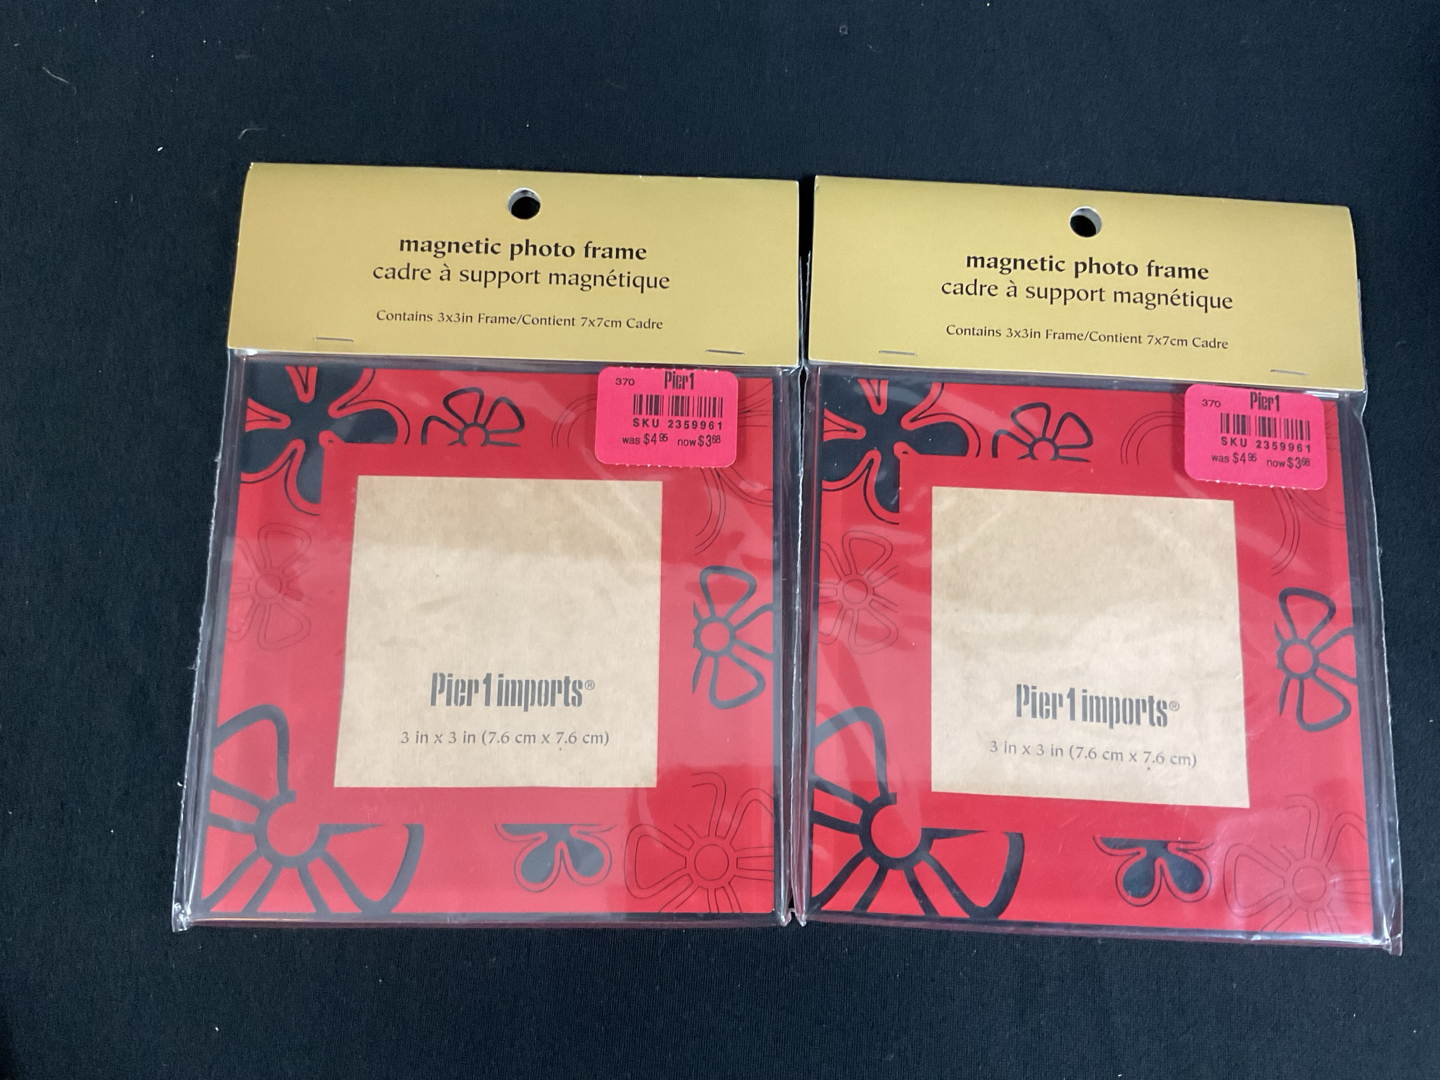 magnetic photo frame
cadre à support magnétique
Contains 3x3in Frame/Contient 7x7cm Cadre
370 Pier1
SKU 2359961
was $4.95 now $3.68
Pier 1 imports®
3 in x 3 in (7.6 cm x 7.6 cm)
magnetic photo frame
cadre à support magnétique
Contains 3x3in Frame/Contient 7x7cm Cadre
370 Pier1
SKU 2359961
was $4.95 now $3.68
Pier 1 imports®
3 in x 3 in (7.6 cm x 7.6 cm)